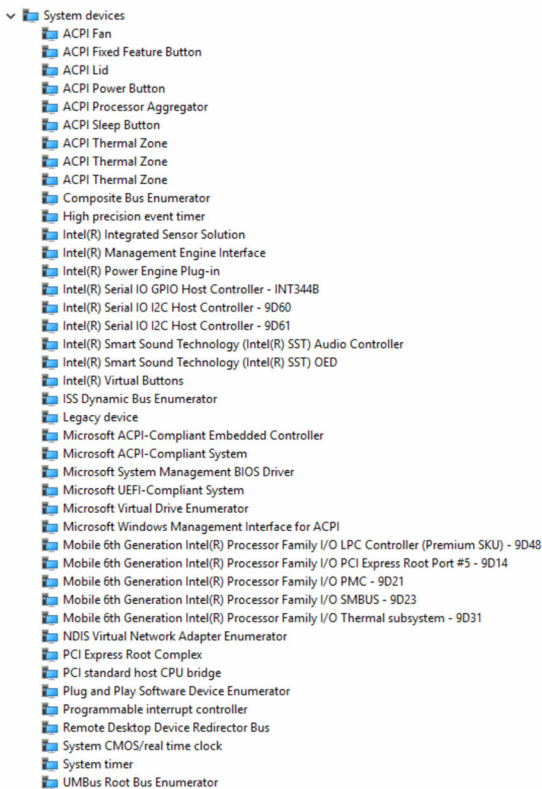 System devices
ACPI Fan
ACPI Fixed Feature Button
ACPI Lid
ACPI Power Button
ACPI Processor Aggregator
ACPI Sleep Button
ACPI Thermal Zone
ACPI Thermal Zone
ACPI Thermal Zone
Composite Bus Enumerator
High precision event timer
Intel(R) Integrated Sensor Solution
Intel(R) Management Engine Interface
Intel(R) Power Engine Plug-in
Intel(R) Serial IO GPIO Host Controller - INT344B
Intel(R) Serial IO I2C Host Controller - 9D60
Intel(R) Serial IO I2C Host Controller - 9D61
Intel(R) Smart Sound Technology (Intel(R) SST) Audio Controller
Intel(R) Smart Sound Technology (Intel(R) SST) OED
Intel(R) Virtual Buttons
ISS Dynamic Bus Enumerator
Legacy device
Microsoft ACPI-Compliant Embedded Controller
Microsoft ACPI-Compliant System
Microsoft System Management BIOS Driver
Microsoft UEFI-Compliant System
Microsoft Virtual Drive Enumerator
Microsoft Windows Management Interface for ACPI
Mobile 6th Generation Intel(R) Processor Family I/O LPC Controller (Premium SKU) - 9D48
Mobile 6th Generation Intel(R) Processor Family I/O PCI Express Root Port #5 - 9D14
Mobile 6th Generation Intel(R) Processor Family I/O PMC - 9D21
Mobile 6th Generation Intel(R) Processor Family I/O SMBUS - 9D23
Mobile 6th Generation Intel(R) Processor Family I/O Thermal subsystem - 9D31
NDIS Virtual Network Adapter Enumerator
PCI Express Root Complex
PCI standard host CPU bridge
Plug and Play Software Device Enumerator
Programmable interrupt controller
Remote Desktop Device Redirector Bus
System CMOS/real time clock
System timer
UMBus Root Bus Enumerator